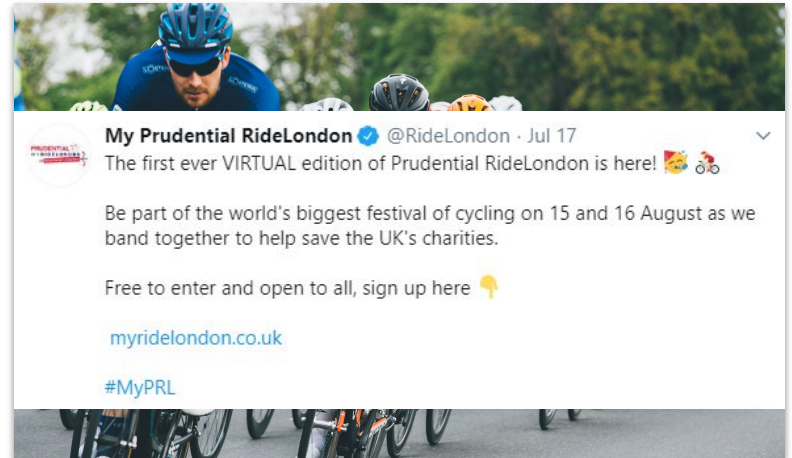 My Prudential RideLondon @RideLondon · Jul 17
The first ever VIRTUAL edition of Prudential RideLondon is here! 🥳 🚴
Be part of the world's biggest festival of cycling on 15 and 16 August as we
band together to help save the UK's charities.
Free to enter and open to all, sign up here 👇
myridelondon.co.uk
#MyPRL